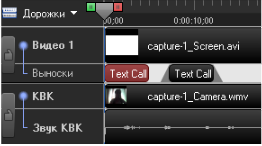 Дорожки
00;00 0:00:10;00
Видео 1 capture-1_Screen.avi
Выноски Text Call Text Call
КВК capture-1_Camera.wmv
Звук КВК